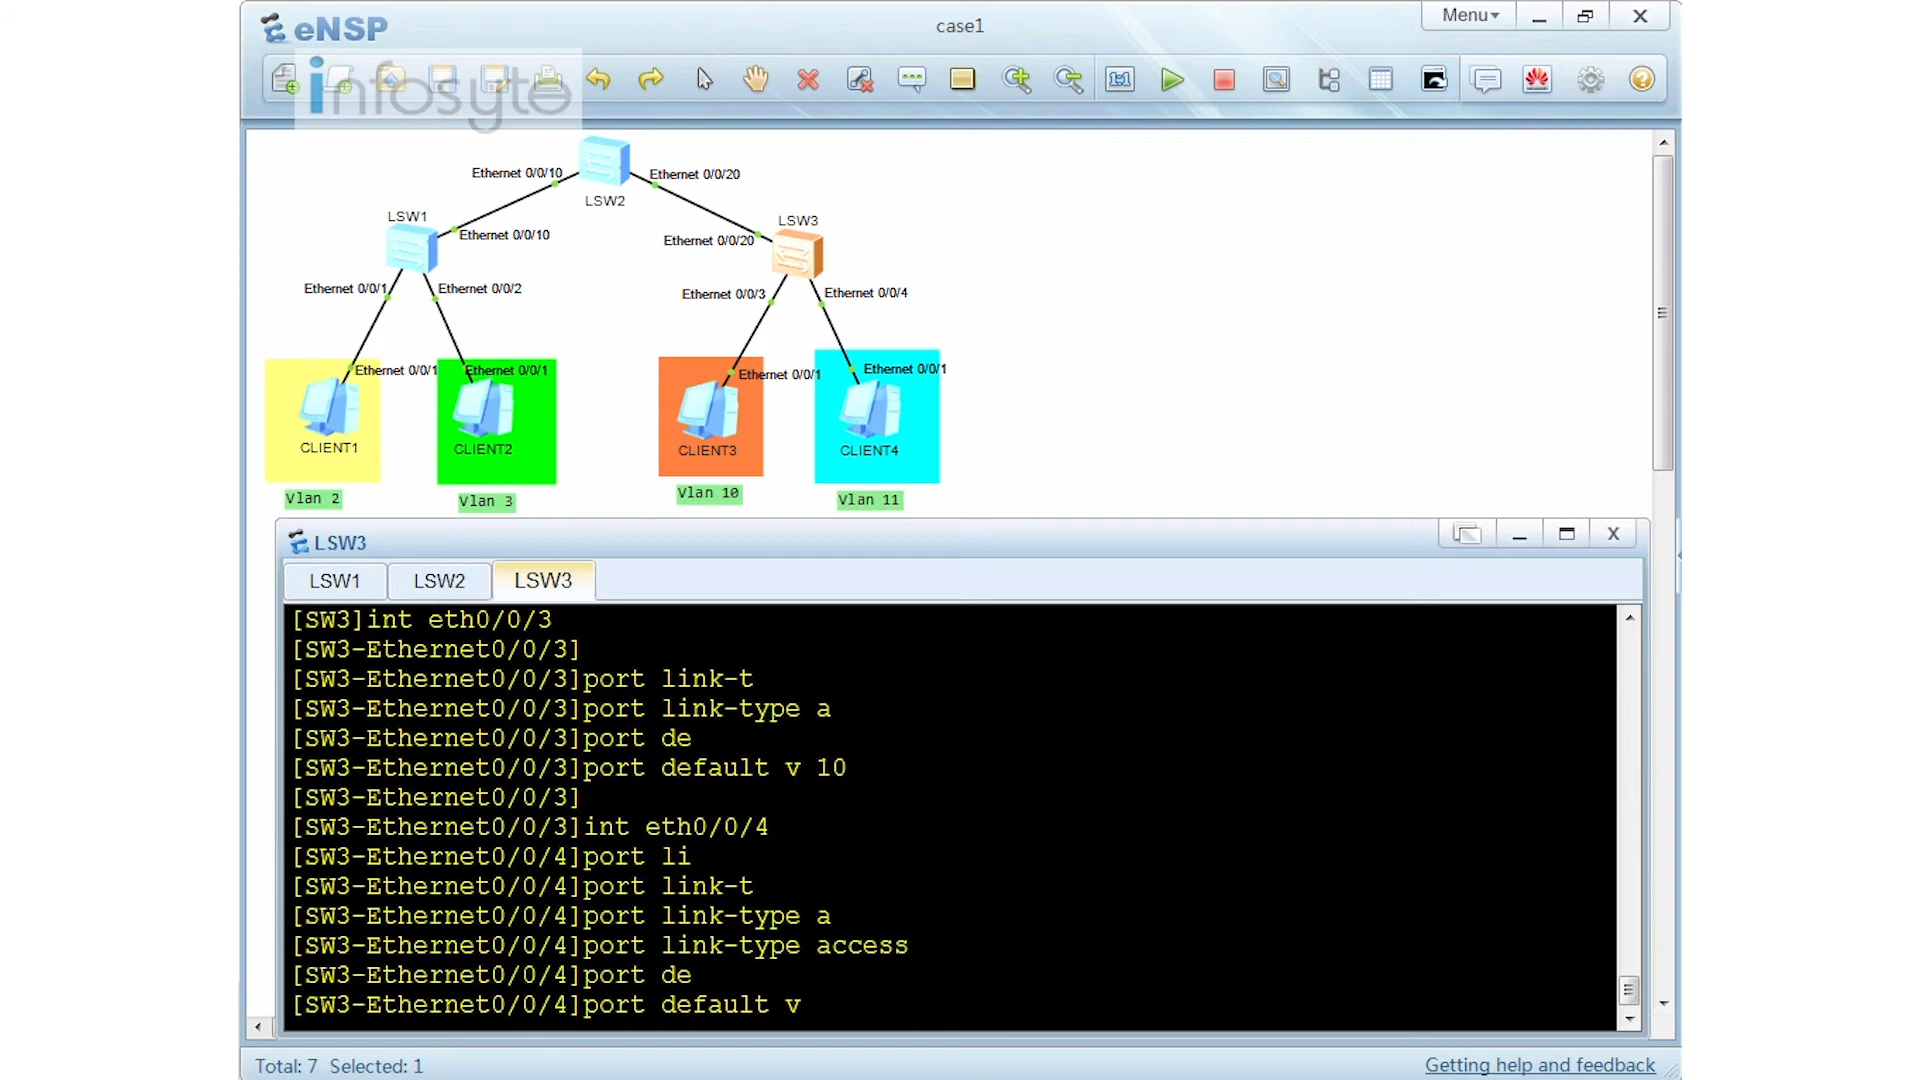 eNSP
case1
Menu
infosyte
Ethernet 0/0/10
Ethernet 0/0/20
LSW2
LSW1
LSW3
Ethernet 0/0/10
Ethernet 0/0/20
Ethernet 0/0/1
Ethernet 0/0/2
Ethernet 0/0/3
Ethernet 0/0/4
Ethernet 0/0/1
Ethernet 0/0/1
Ethernet 0/0/1
Ethernet 0/0/1
CLIENT1
CLIENT2
CLIENT3
CLIENT4
Vlan 2
Vlan 3
Vlan 10
Vlan 11
LSW3
LSW1
LSW2
LSW3
[SW3]int eth0/0/3
[SW3-Ethernet0/0/3]
[SW3-Ethernet0/0/3]port link-t
[SW3-Ethernet0/0/3]port link-type a
[SW3-Ethernet0/0/3]port de
[SW3-Ethernet0/0/3]port default v 10
[SW3-Ethernet0/0/3]
[SW3-Ethernet0/0/3]int eth0/0/4
[SW3-Ethernet0/0/4]port li
[SW3-Ethernet0/0/4]port link-t
[SW3-Ethernet0/0/4]port link-type a
[SW3-Ethernet0/0/4]port link-type access
[SW3-Ethernet0/0/4]port de
[SW3-Ethernet0/0/4]port default v
Total: 7 Selected: 1
Getting help and feedback